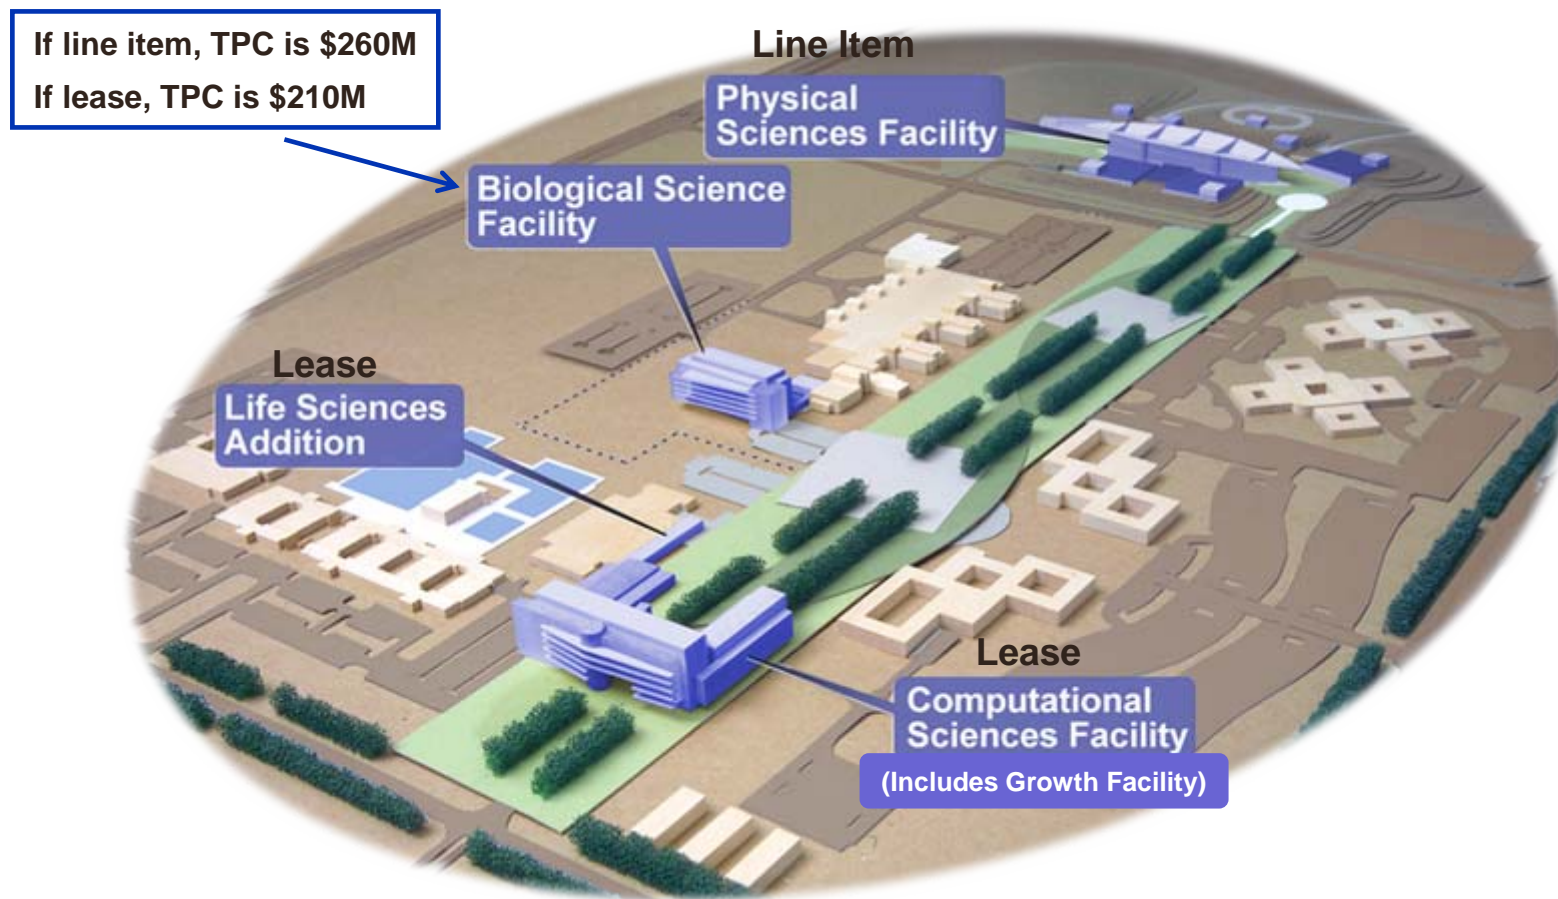 If line item, TPC is $260M
If lease, TPC is $210M
Line Item
Physical
Sciences Facility
Biological Science
Facility
Lease
Life Sciences
Addition
Lease
Computational
Sciences Facility
(Includes Growth Facility)